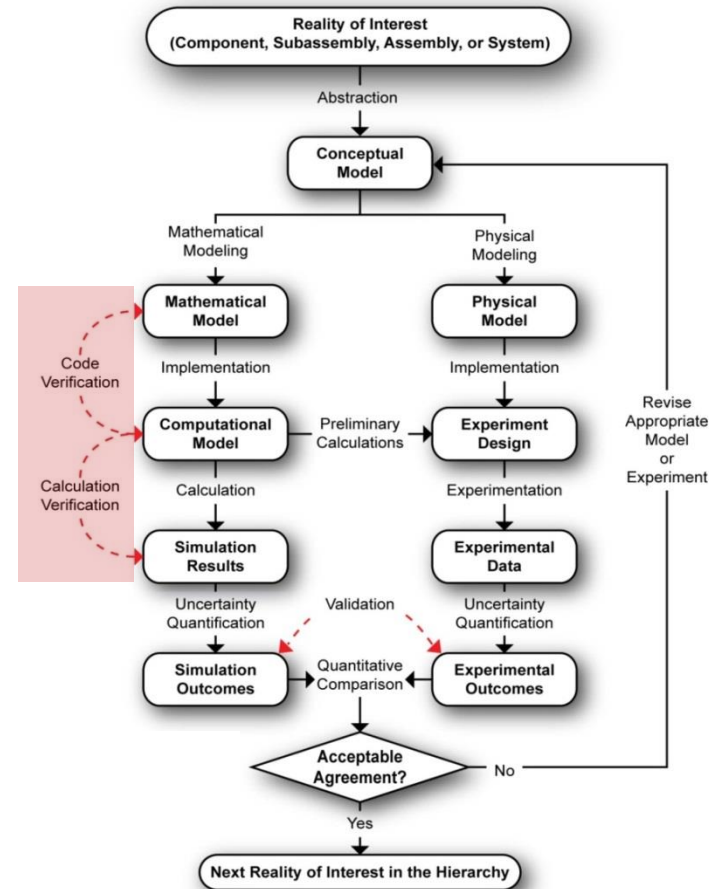 Reality of Interest
(Component, Subassembly, Assembly, or System)
Abstraction
Conceptual
Model
Mathematical
Modeling
Physical
Modeling
Mathematical
Model
Physical
Model
Code
Verification
Implementation
Implementation
Computational
Model
Preliminary
Calculations
Experiment
Design
Revise
Appropriate
Model
or
Experiment
Calculation
Verification
Calculation
Experimentation
Simulation
Results
Experimental
Data
Uncertainty
Quantification
Validation
Uncertainty
Quantification
Simulation
Outcomes
Quantitative
Comparison
Experimental
Outcomes
Acceptable
Agreement?
No
Yes
Next Reality of Interest in the Hierarchy